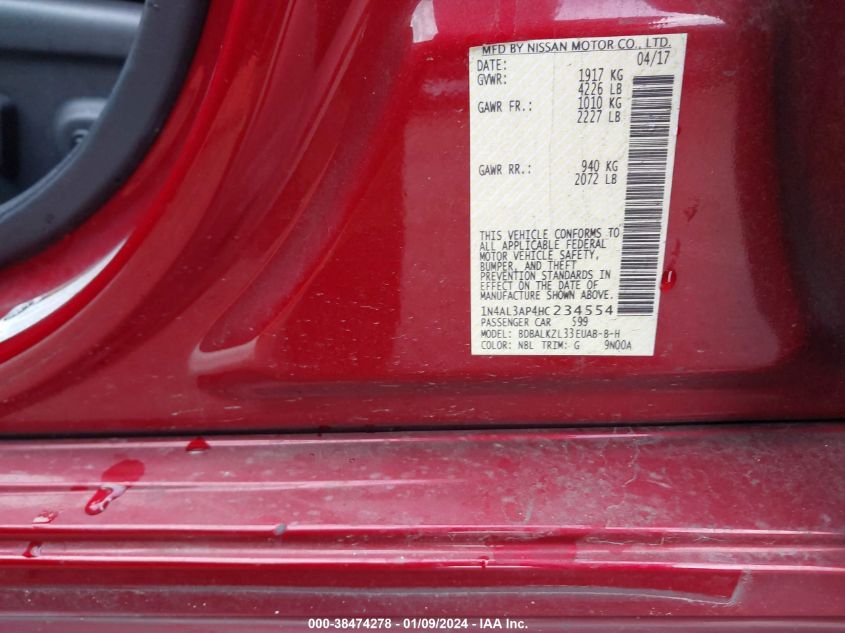 MFD BY NISSAN MOTOR CO., LTD.
DATE: 04/17
GVWR: 1917 KG
4226 LB
GAWR FR.: 1010 KG
2227 LB
GAWR RR.: 940 KG
2072 LB
THIS VEHICLE CONFORMS TO
ALL APPLICABLE FEDERAL
MOTOR VEHICLE SAFETY,
BUMPER, AND THEFT
PREVENTION STANDARDS IN
EFFECT ON THE DATE OF
MANUFACTURE SHOWN ABOVE.
1N4AL3AP4HC234554
PASSENGER CAR 599
MODEL: BDBALKZL33EUAB-B-H
COLOR: NBL TRIM: G 9N00A
000-38474278 - 01/09/2024 - IAA Inc.